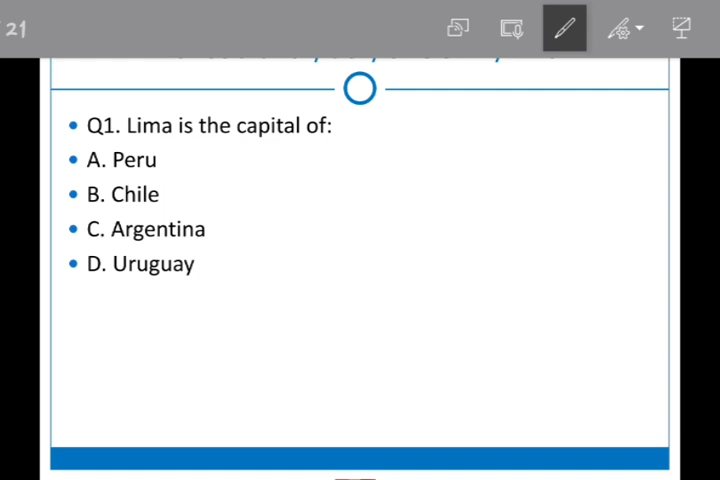 21
Q1. Lima is the capital of:
A. Peru
B. Chile
C. Argentina
D. Uruguay